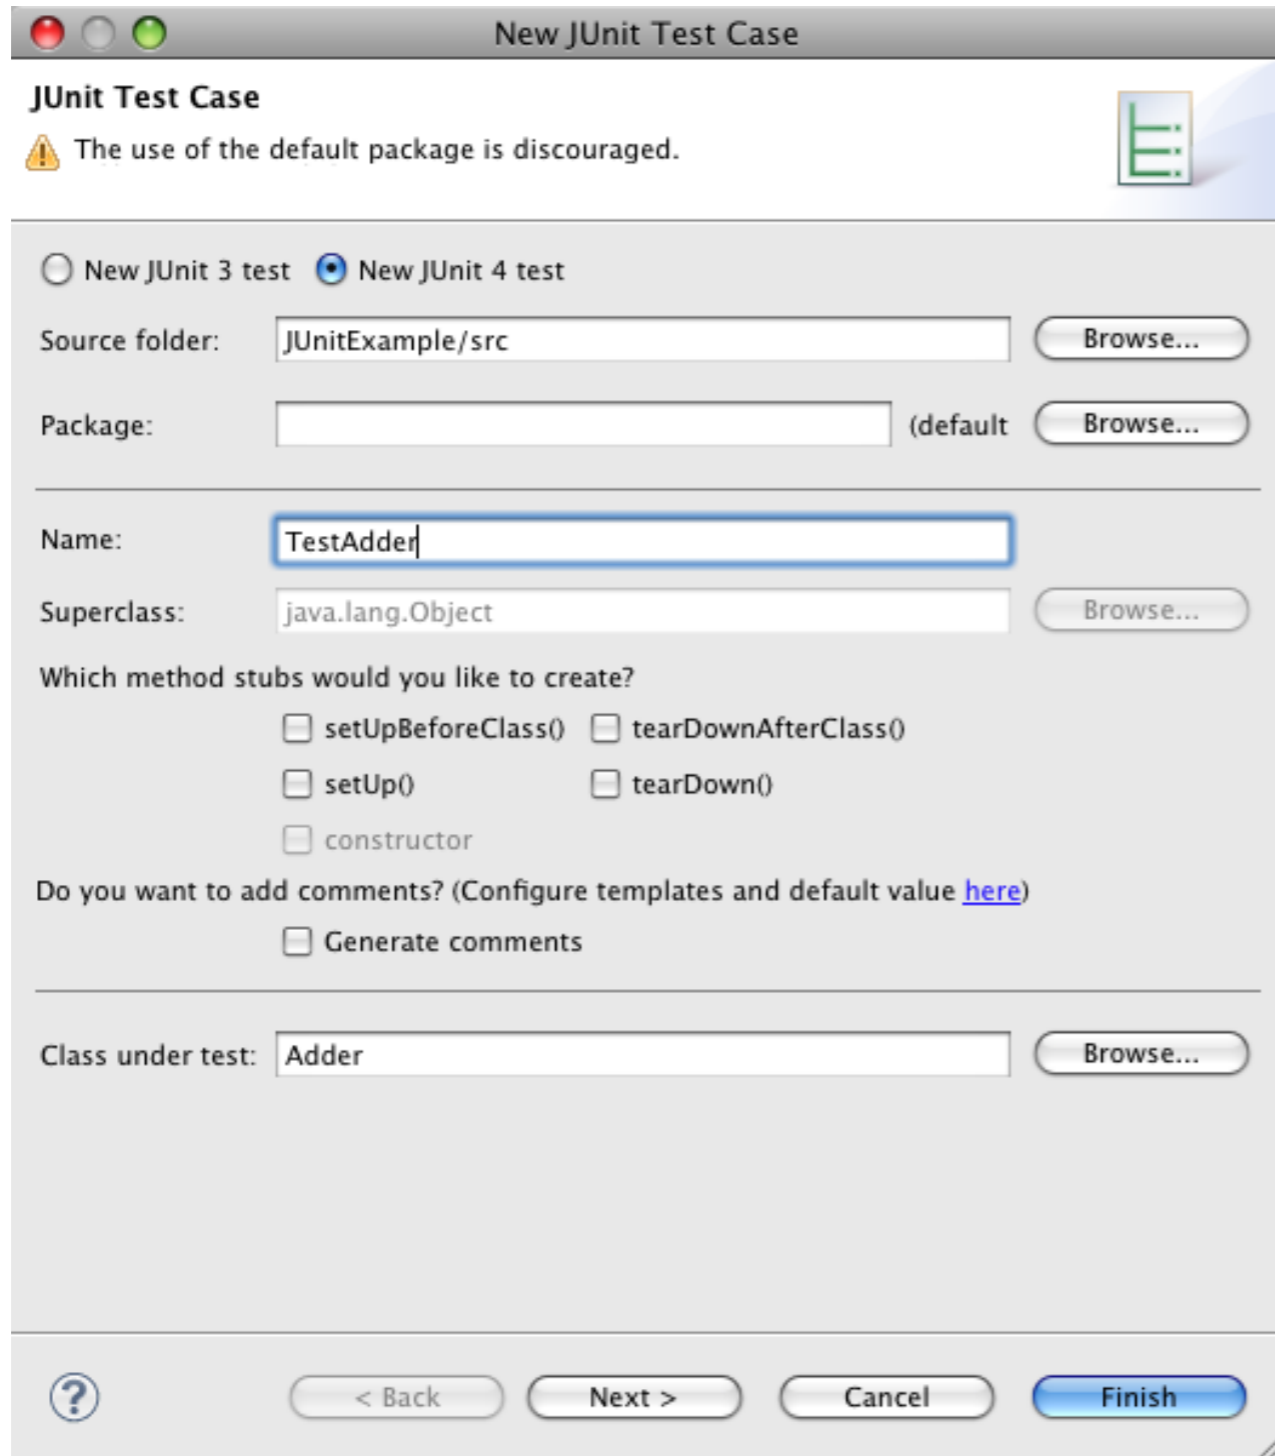 New JUnit Test Case
JUnit Test Case
The use of the default package is discouraged.
New JUnit 3 test New JUnit 4 test
Source folder: JUnitExample/src Browse...
Package: (default Browse...
Name: TestAdder
Superclass: java.lang.Object Browse...
Which method stubs would you like to create?
setUpBeforeClass() tearDownAfterClass()
setUp() tearDown()
constructor
Do you want to add comments? (Configure templates and default value here)
Generate comments
Class under test: Adder Browse...
? < Back Next > Cancel Finish